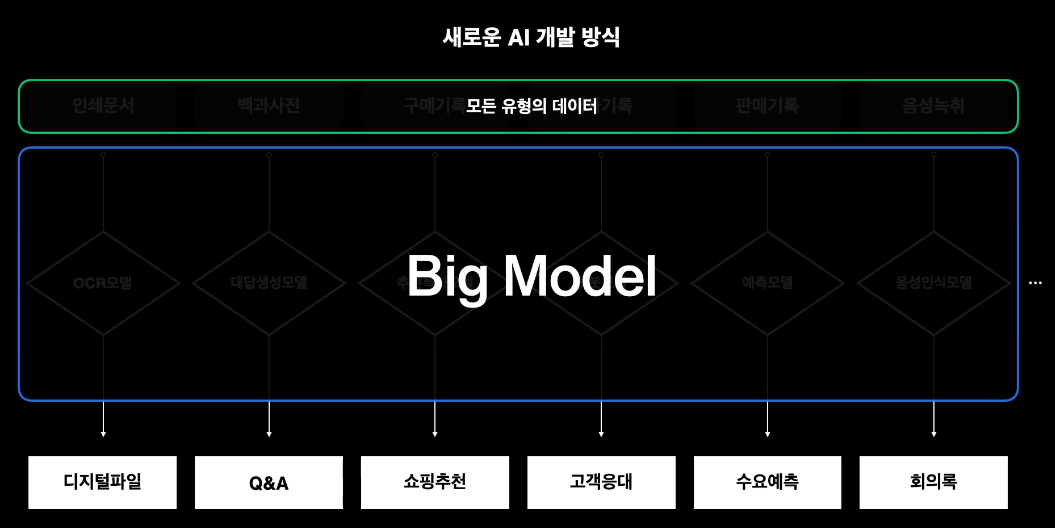 새로운 AI 개발 방식
인쇄문서
백과사전
구매기록
모든 유형의 데이터
기록
판매기록
음성녹취
OCR모델
대답생성모델
Big Model
예측모델
음성인식모델
...
디지털파일
Q&A
쇼핑추천
고객응대
수요예측
회의록